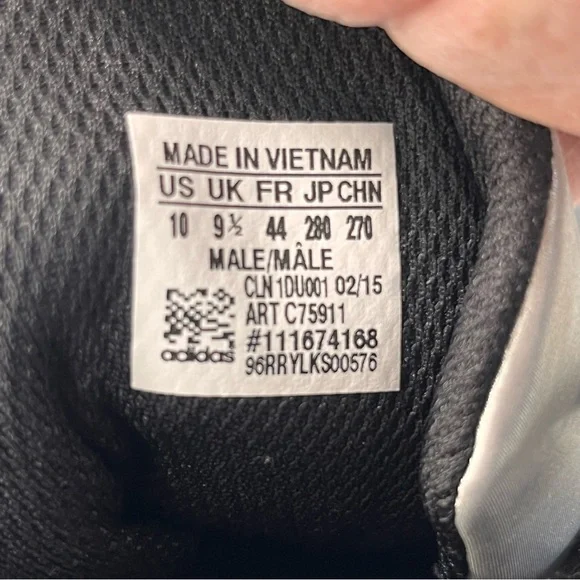 MADE IN VIETNAM
US UK FR JP CHN
10 9½ 44 280 270
MALE/MÂLE
CLN 1DU001 02/15
ART C75911
#111674168
adidas 96RRYLKS00576